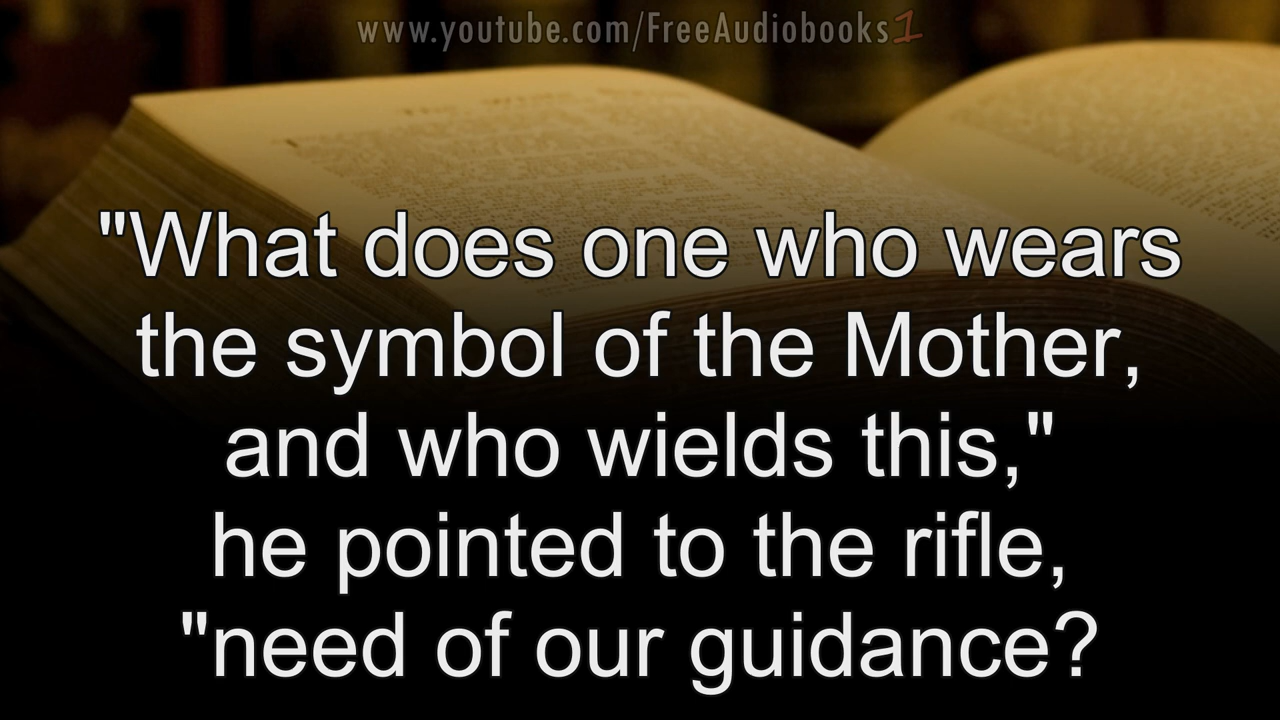 www.youtube.com/FreeAudiobooks1
"What does one who wears
the symbol of the Mother,
and who wields this,"
he pointed to the rifle,
"need of our guidance?